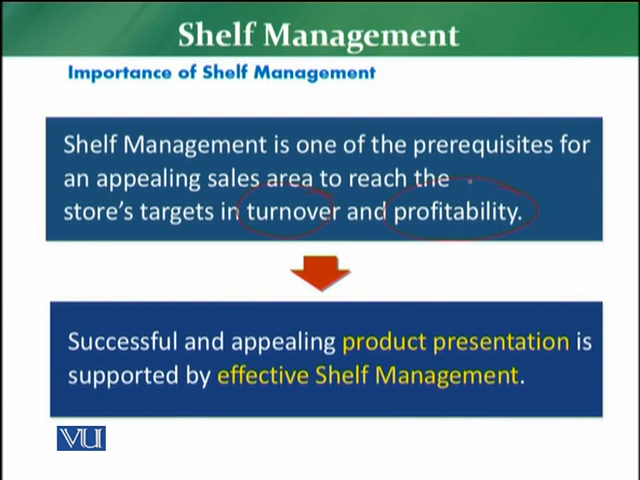 Shelf Management
Importance of Shelf Management
Shelf Management is one of the prerequisites for
an appealing sales area to reach the
store's targets in turnover and profitability.
Successful and appealing product presentation is
supported by effective Shelf Management.
VU